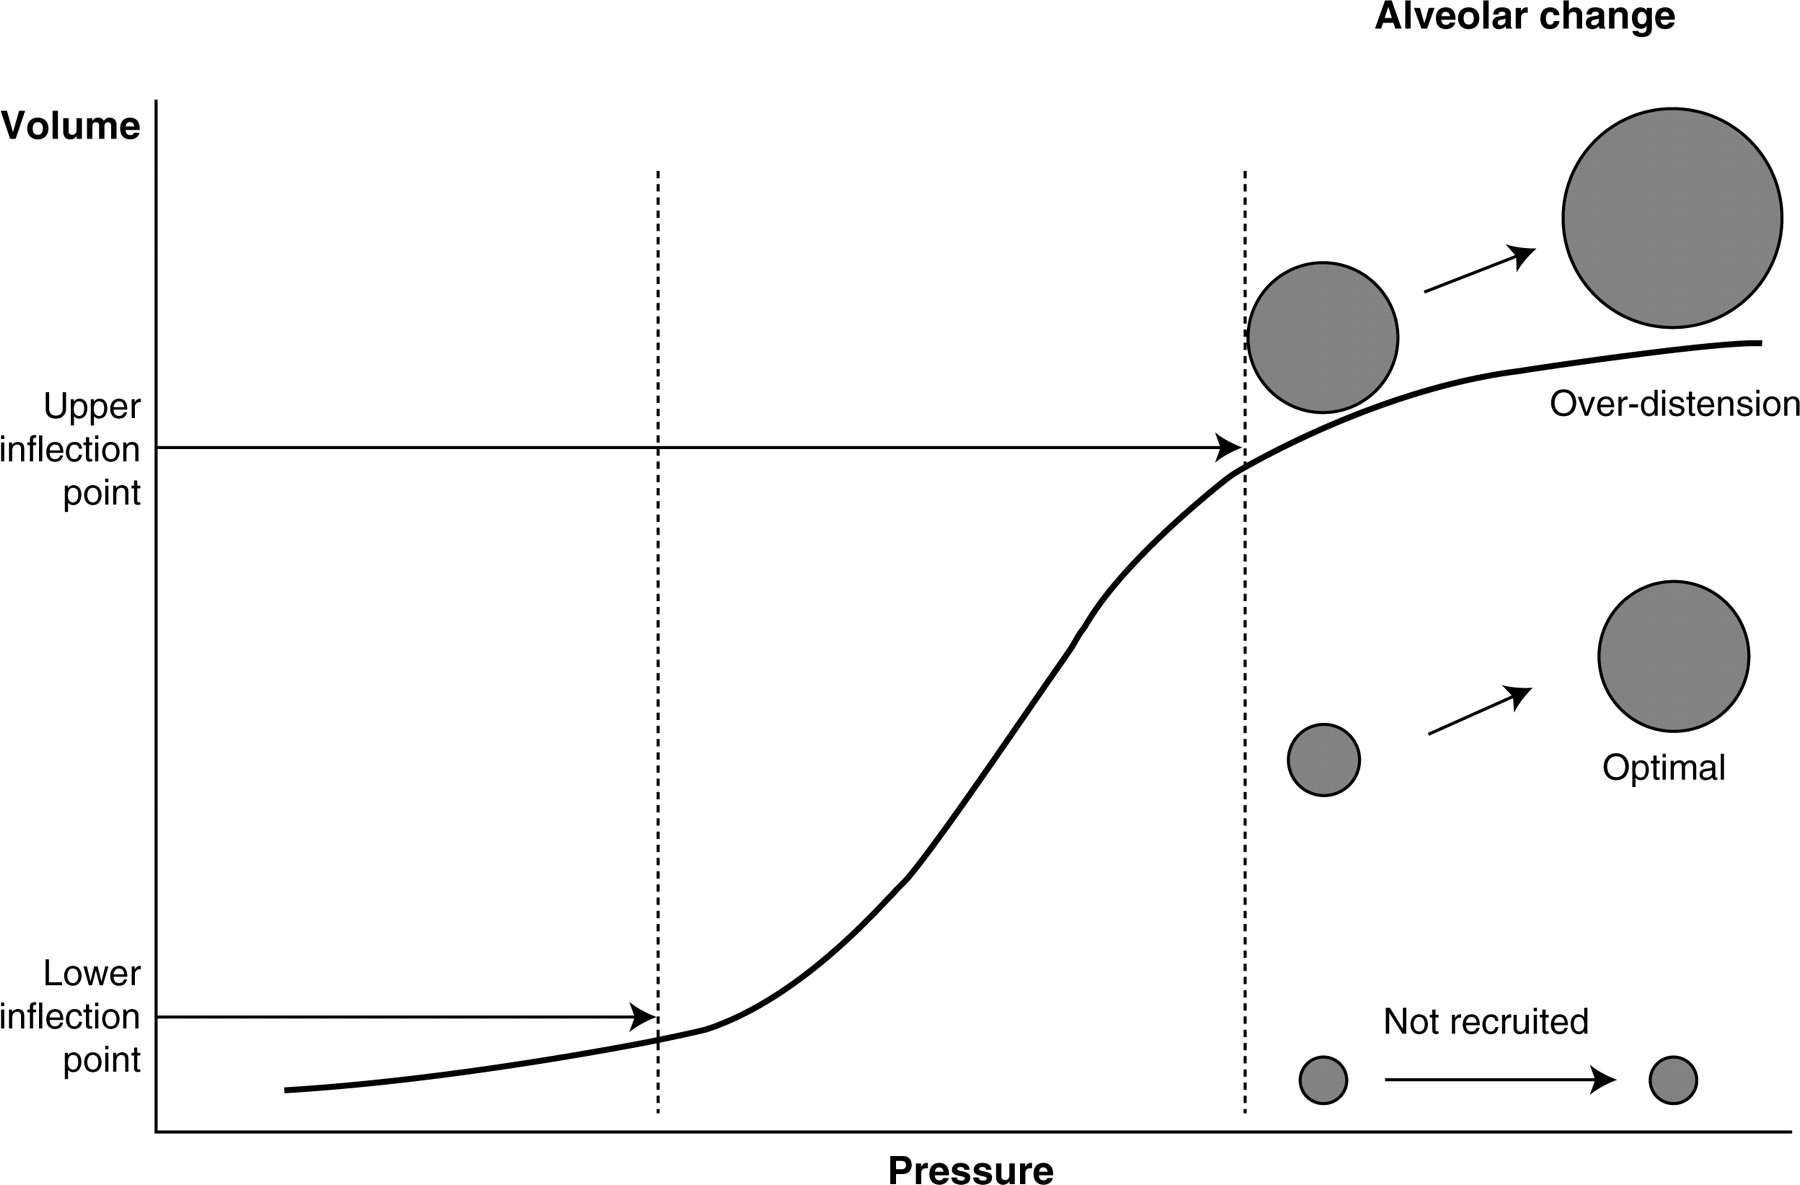 Alveolar change
Volume
Upper
inflection
point
Over-distension
Optimal
Lower
inflection
point
Not recruited
Pressure